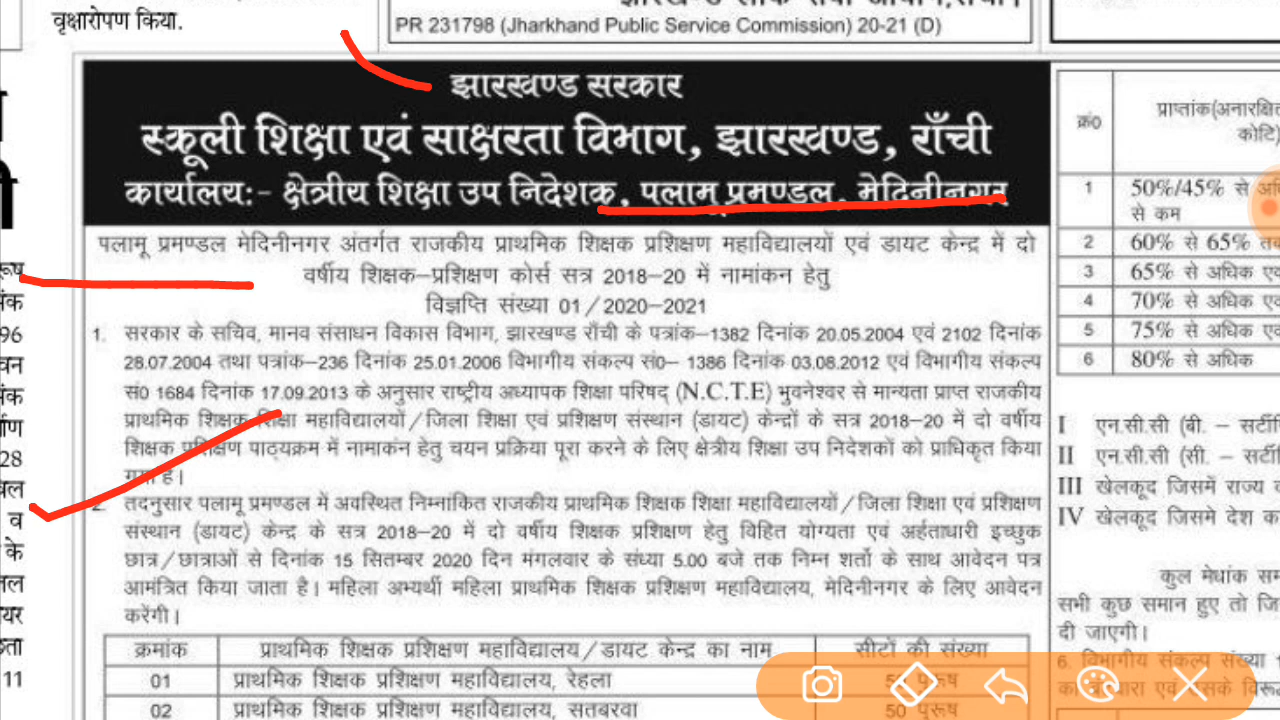 वृक्षारोपण किया.
PR 231798 (Jharkhand Public Service Commission) 20-21 (D)
झारखण्ड सरकार
स्कूली शिक्षा एवं साक्षरता विभाग, झारखण्ड, राँची
कार्यालय:- क्षेत्रीय शिक्षा उप निदेशक, पलामू प्रमण्डल, मेदिनीनगर
पलामू प्रमण्डल मेदिनीनगर अंतर्गत राजकीय प्राथमिक शिक्षक प्रशिक्षण महाविद्यालयों एवं डायट केन्द्र में दो
वर्षीय शिक्षक–प्रशिक्षण कोर्स सत्र 2018–20 में नामांकन हेतु
विज्ञप्ति संख्या 01/2020–2021
1. सरकार के सचिव, मानव संसाधन विकास विभाग, झारखण्ड राँची के पत्रांक–1382 दिनांक 20.05.2004 एवं 2102 दिनांक
28.07.2004 तथा पत्रांक–236 दिनांक 25.01.2006 विभागीय संकल्प सं0– 1386 दिनांक 03.08.2012 एवं विभागीय संकल्प
सं0 1684 दिनांक 17.09.2013 के अनुसार राष्ट्रीय अध्यापक शिक्षा परिषद् (N.C.T.E) भुवनेश्वर से मान्यता प्राप्त राजकीय
प्राथमिक शिक्षक शिक्षा महाविद्यालयों/जिला शिक्षा एवं प्रशिक्षण संस्थान (डायट) केन्द्रों के सत्र 2018–20 में दो वर्षीय
शिक्षक प्रशिक्षण पाठ्यक्रम में नामाकंन हेतु चयन प्रक्रिया पूरा करने के लिए क्षेत्रीय शिक्षा उप निदेशकों को प्राधिकृत किया
गया है।
2. तदनुसार पलामू प्रमण्डल में अवस्थित निम्नांकित राजकीय प्राथमिक शिक्षक शिक्षा महाविद्यालयों/जिला शिक्षा एवं प्रशिक्षण
संस्थान (डायट) केन्द्र के सत्र 2018–20 में दो वर्षीय शिक्षक प्रशिक्षण हेतु विहित योग्यता एवं अर्हताधारी इच्छुक
छात्र/छात्राओं से दिनांक 15 सितम्बर 2020 दिन मंगलवार के संध्या 5.00 बजे तक निम्न शर्तो के साथ आवेदन पत्र
आमंत्रित किया जाता है। महिला अभ्यर्थी महिला प्राथमिक शिक्षक प्रशिक्षण महाविद्यालय, मेदिनीनगर के लिए आवेदन
करेंगी।
क्रमांक प्राथमिक शिक्षक प्रशिक्षण महाविद्यालय/डायट केन्द्र का नाम सीटों की संख्या
01 प्राथमिक शिक्षक प्रशिक्षण महाविद्यालय, रेहला
02 प्राथमिक शिक्षक प्रशिक्षण महाविद्यालय, सतबरवा 50 पुरूष
क्रं0 प्राप्तांक(अनारक्षित
कोटि)
1 50%/45% से
से कम
2 60% से 65%
3 65% से अधिक
4 70% से अधिक
5 75% से अधिक
6 80% से अधिक
I एन.सी.सी (बी. –
II एन.सी.सी (सी. –
III खेलकूद जिसमें राज्य
IV खेलकूद जिसमे देश
कुल मेधांक
सभी कुछ समान हुए तो
दी जाएगी।
6. विभागीय संकल्प संख्या
96
28
व
के
11